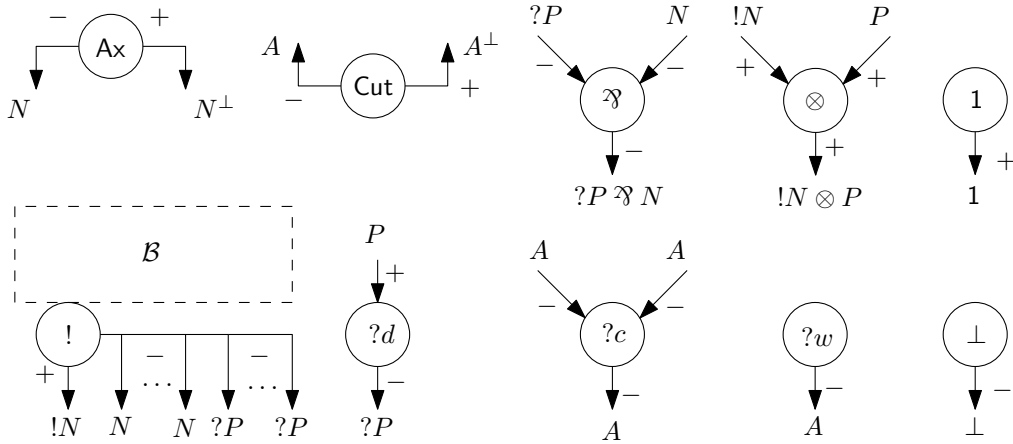 − Ax +
N N⊥
A Cut A⊥
− +
?P N
− ⅋ −
−
?P ⅋ N
!N P
+ ⊗ +
+
!N ⊗ P
1
+
1
ℬ
!
+ − −
... ...
!N N N ?P ?P
P
+
?d
−
?P
A A
− ?c −
−
A
?w
−
A
⊥
−
⊥